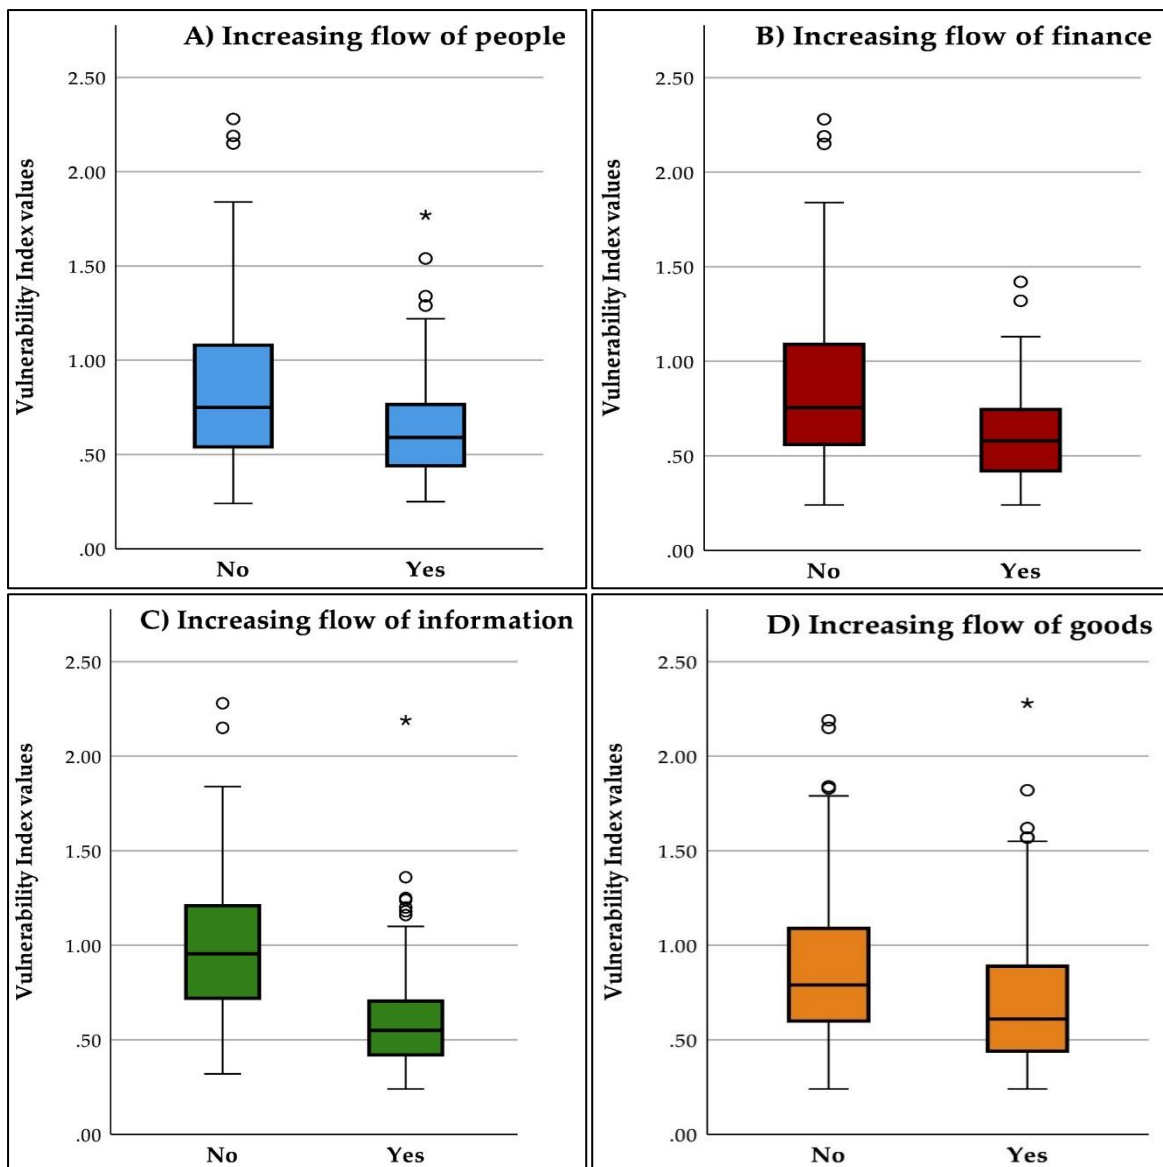 A) Increasing flow of people
Vulnerability Index values
2.50
2.00
1.50
1.00
.50
.00
No Yes
B) Increasing flow of finance
Vulnerability Index values
2.50
2.00
1.50
1.00
.50
.00
No Yes
C) Increasing flow of information
Vulnerability Index values
2.50
2.00
1.50
1.00
.50
.00
No Yes
D) Increasing flow of goods
Vulnerability Index values
2.50
2.00
1.50
1.00
.50
.00
No Yes